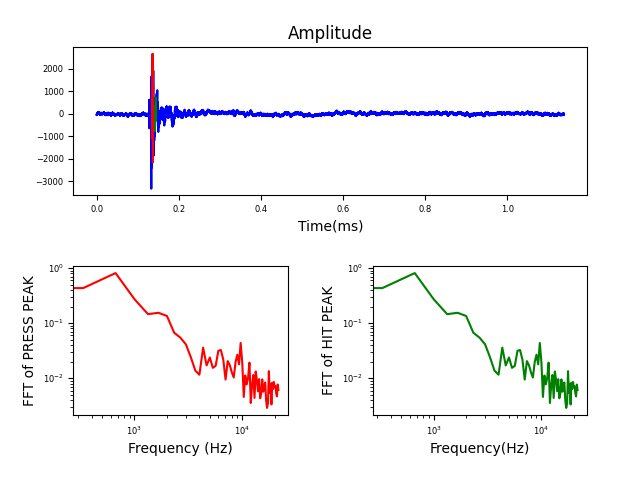 Amplitude
2000
1000
0
−1000
−2000
−3000
0.0 0.2 0.4 0.6 0.8 1.0
Time(ms)
FFT of PRESS PEAK
10⁰
10⁻¹
10⁻²
10³ 10⁴
Frequency (Hz)
FFT of HIT PEAK
10⁰
10⁻¹
10⁻²
10³ 10⁴
Frequency(Hz)